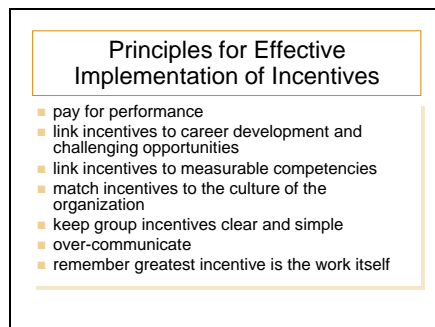 Principles for Effective
Implementation of Incentives
pay for performance
link incentives to career development and
challenging opportunities
link incentives to measurable competencies
match incentives to the culture of the
organization
keep group incentives clear and simple
over-communicate
remember greatest incentive is the work itself